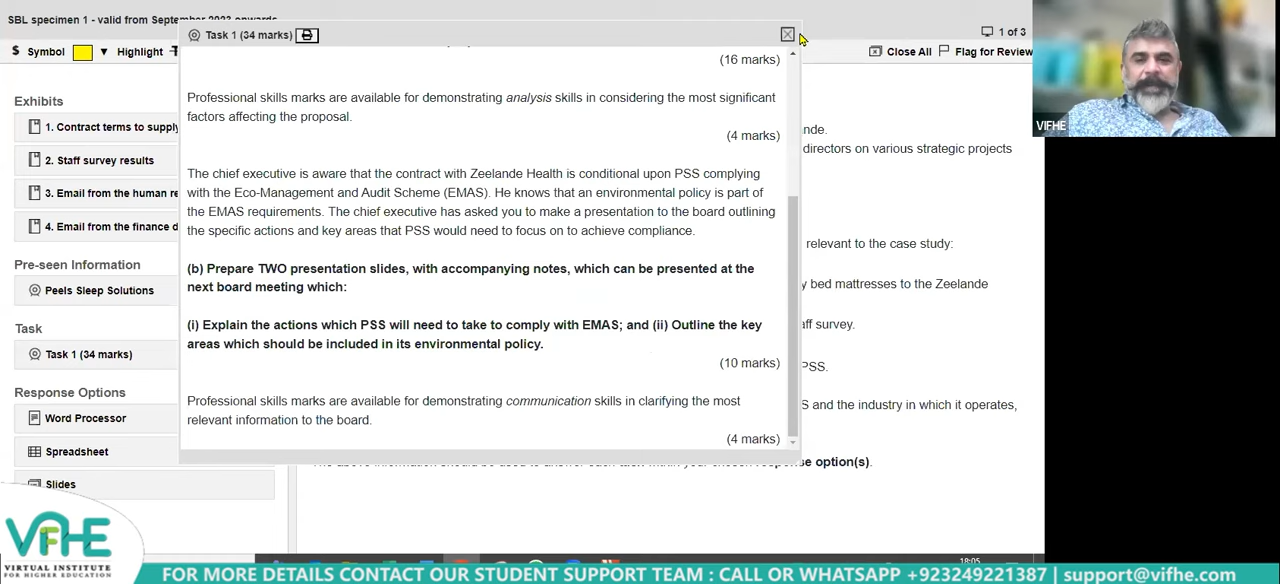 SBL specimen 1 - valid from September 2023 onwards
Symbol
Highlight
Task 1 (34 marks)
1 of 3
Close All
Flag for Review
Exhibits
1. Contract terms to supply
2. Staff survey results
3. Email from the human re
4. Email from the finance d
Pre-seen Information
Peels Sleep Solutions
Task
Task 1 (34 marks)
Response Options
Word Processor
Spreadsheet
Slides
(16 marks)
Professional skills marks are available for demonstrating analysis skills in considering the most significant
factors affecting the proposal.
(4 marks)
The chief executive is aware that the contract with Zeelande Health is conditional upon PSS complying
with the Eco-Management and Audit Scheme (EMAS). He knows that an environmental policy is part of
the EMAS requirements. The chief executive has asked you to make a presentation to the board outlining
the specific actions and key areas that PSS would need to focus on to achieve compliance.
(b) Prepare TWO presentation slides, with accompanying notes, which can be presented at the
next board meeting which:
(i) Explain the actions which PSS will need to take to comply with EMAS; and (ii) Outline the key
areas which should be included in its environmental policy.
(10 marks)
Professional skills marks are available for demonstrating communication skills in clarifying the most
relevant information to the board.
(4 marks)
nde.
directors on various strategic projects
relevant to the case study:
y bed mattresses to the Zeelande
aff survey.
PSS.
S and the industry in which it operates,
response option(s).
18:05
VIFHE
VIFHE
VIRTUAL INSTITUTE
FOR HIGHER EDUCATION
FOR MORE DETAILS CONTACT OUR STUDENT SUPPORT TEAM : CALL OR WHATSAPP +923249221387 | support@vifhe.com